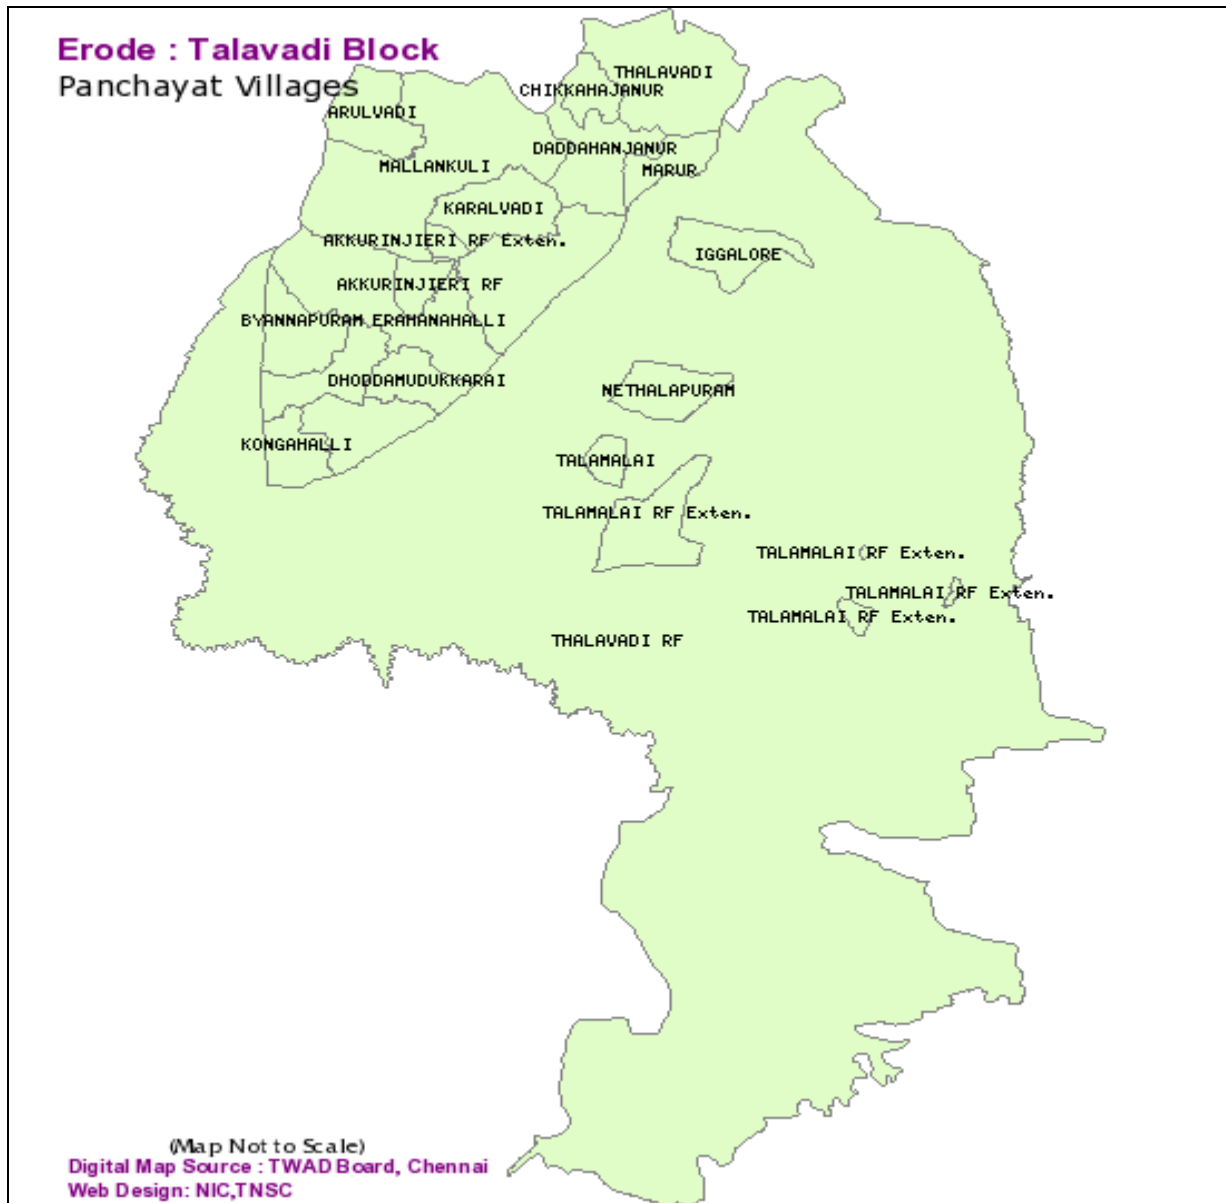 Erode : Talavadi Block
Panchayat Villages
THALAVADI
CHIKKAHAJANUR
ARULVADI
DADDAHANJANUR
MALLANKULI
MARUR
KARALVADI
AKKURINJIERI RF Exten.
IGGALORE
AKKURINJIERI RF
BYANNAPURAM ERAMANAHALLI
DHODDAMUDUKKARAI
NETHALAPURAM
KONGAHALLI
TALAMALAI
TALAMALAI RF Exten.
TALAMALAI RF Exten.
TALAMALAI RF Exten.
TALAMALAI RF Exten.
THALAVADI RF
(Map Not to Scale)
Digital Map Source : TWAD Board, Chennai
Web Design: NIC,TNSC